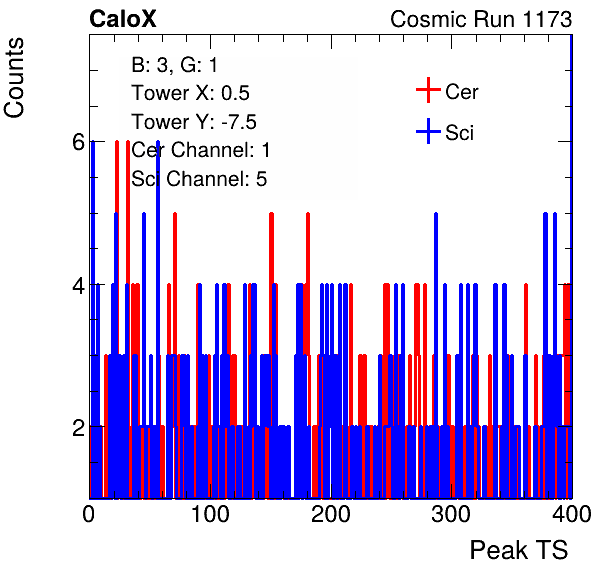 CaloX
Cosmic Run 1173
Counts
B: 3, G: 1
Tower X: 0.5
Tower Y: -7.5
Cer Channel: 1
Sci Channel: 5
Cer
Sci
6
4
2
0
100
200
300
400
Peak TS